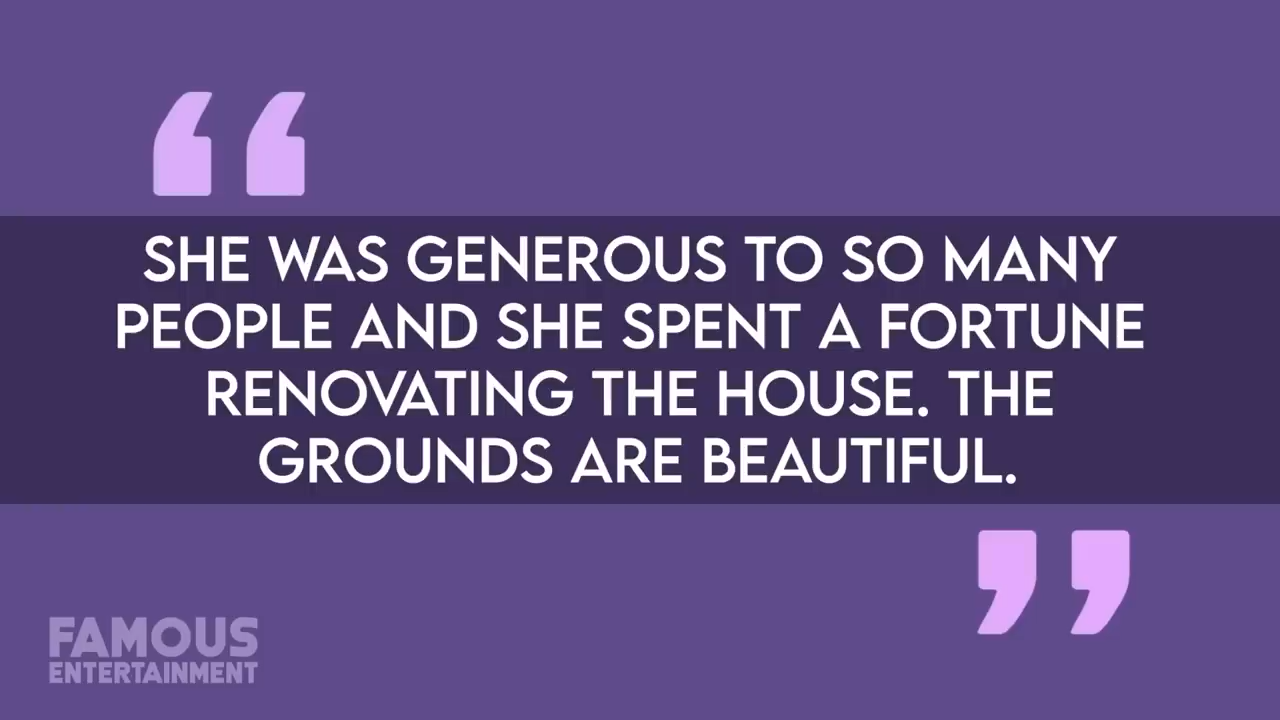 SHE WAS GENEROUS TO SO MANY
PEOPLE AND SHE SPENT A FORTUNE
RENOVATING THE HOUSE. THE
GROUNDS ARE BEAUTIFUL.
FAMOUS
ENTERTAINMENT